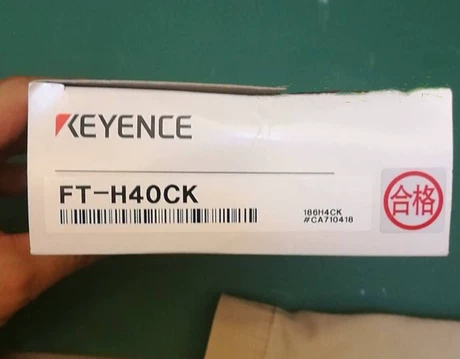 KEYENCE
FT-H40CK
合格
186H4CK
#CA710418